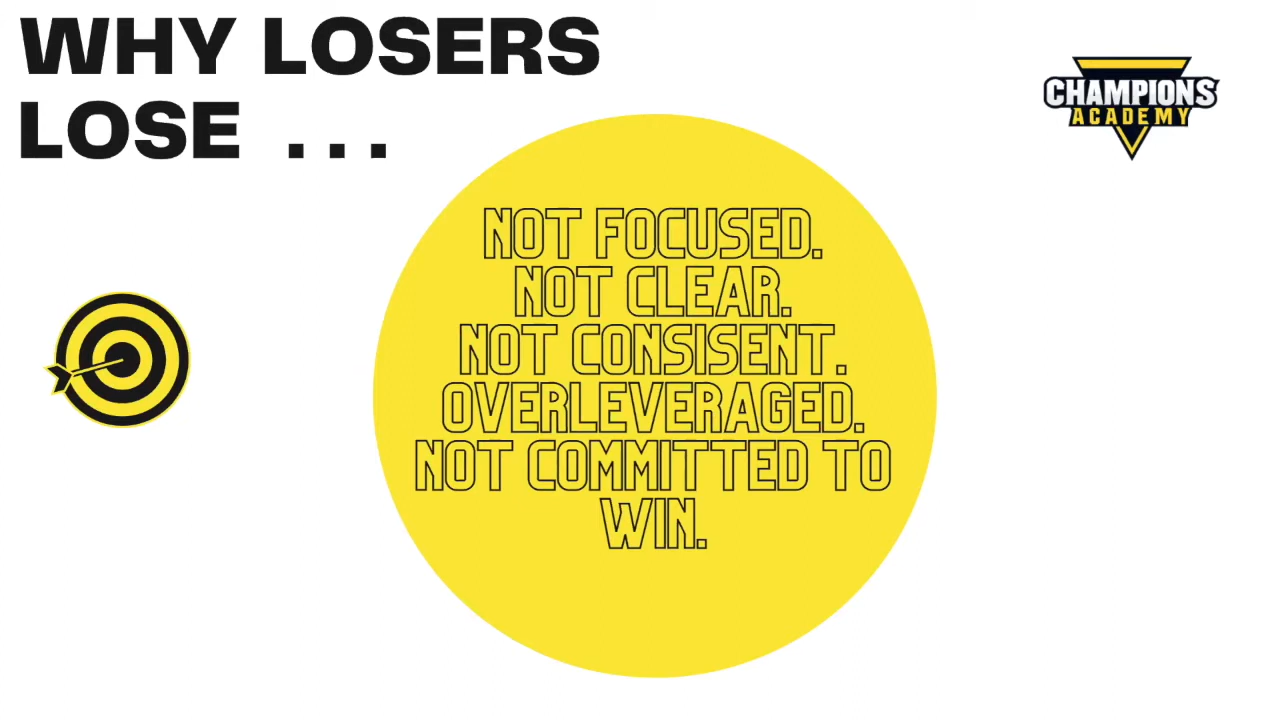 WHY LOSERS
LOSE ...
CHAMPIONS
ACADEMY
NOT FOCUSED.
NOT CLEAR.
NOT CONSISENT.
OVERLEVERAGED.
NOT COMMITTED TO
WIN.